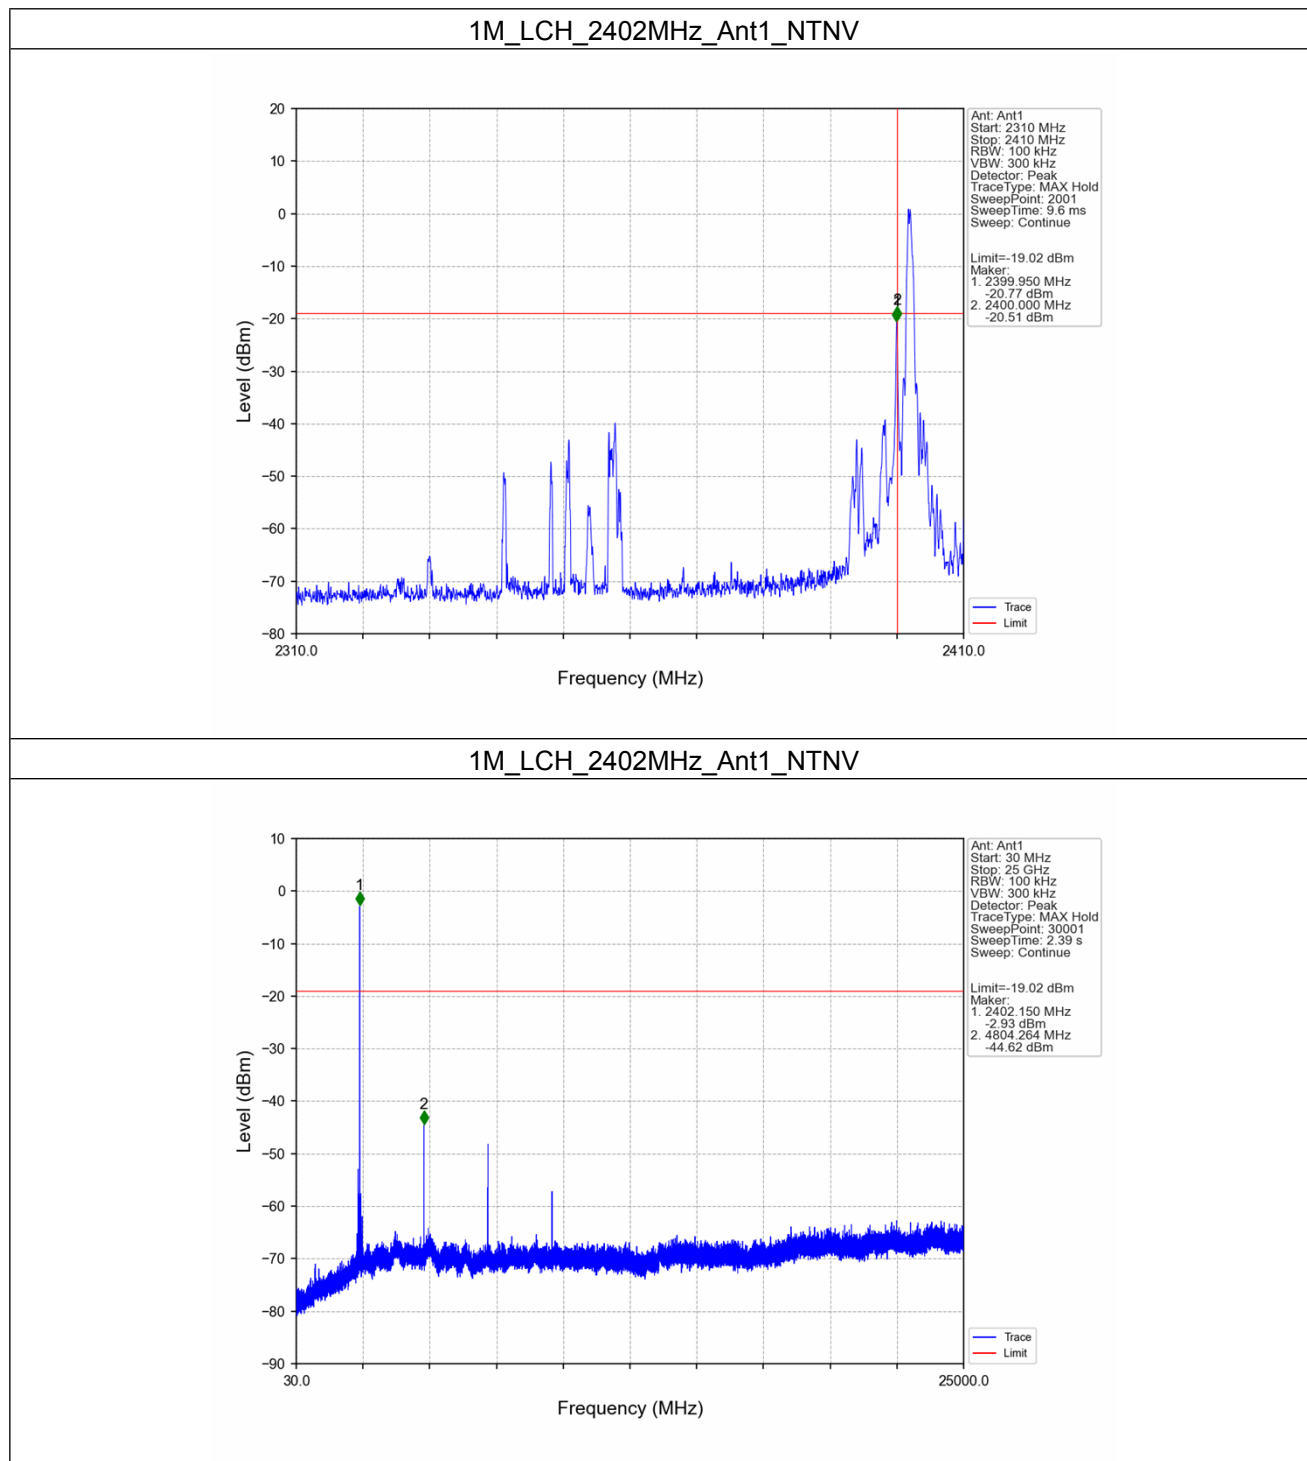 1M_LCH_2402MHz_Ant1_NTNV
20
10
0
−10
−20
−30
−40
−50
−60
−70
−80
Level (dBm)
2310.0
2410.0
Frequency (MHz)
2
Ant: Ant1
Start: 2310 MHz
Stop: 2410 MHz
RBW: 100 kHz
VBW: 300 kHz
Detector: Peak
TraceType: MAX Hold
SweepPoint: 2001
SweepTime: 9.6 ms
Sweep: Continue
Limit=-19.02 dBm
Maker:
1. 2399.950 MHz
-20.77 dBm
2. 2400.000 MHz
-20.51 dBm
Trace
Limit
1M_LCH_2402MHz_Ant1_NTNV
10
0
−10
−20
−30
−40
−50
−60
−70
−80
−90
Level (dBm)
30.0
25000.0
Frequency (MHz)
1
2
Ant: Ant1
Start: 30 MHz
Stop: 25 GHz
RBW: 100 kHz
VBW: 300 kHz
Detector: Peak
TraceType: MAX Hold
SweepPoint: 30001
SweepTime: 2.39 s
Sweep: Continue
Limit=-19.02 dBm
Maker:
1. 2402.150 MHz
-2.93 dBm
2. 4804.264 MHz
-44.62 dBm
Trace
Limit